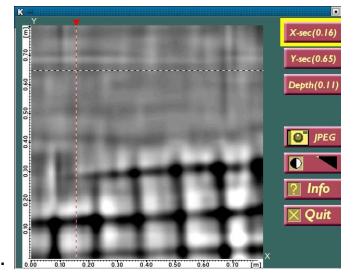 K
Y
[m]
X-sec(0.16)
0.70
Y-sec(0.65)
0.60
Depth(0.11)
0.50
0.40
JPEG
0.30
0.20
Info
0.10
Quit
X
0.00 0.10 0.20 0.30 0.40 0.50 0.60 [m]